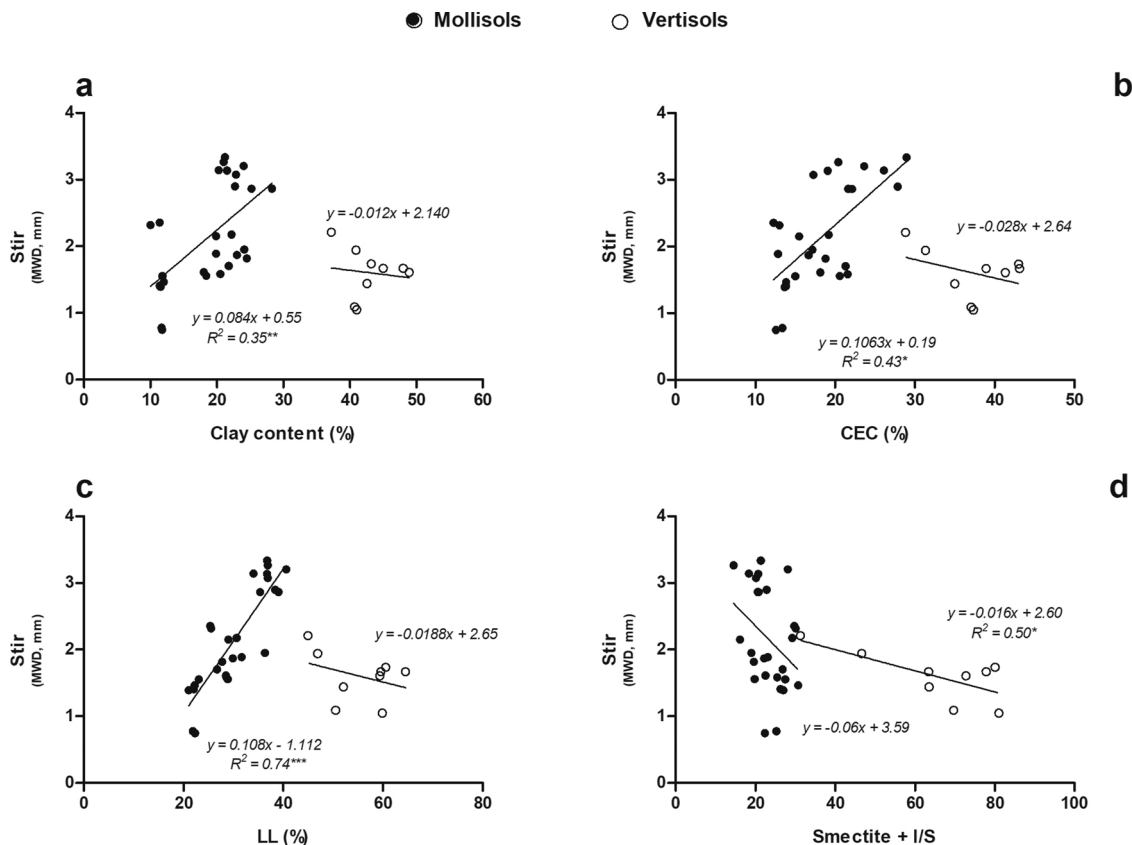 Mollisols Vertisols
a
Stir
(MWD, mm)
4
3
2
1
0
y = -0.012x + 2.140
y = 0.084x + 0.55
R² = 0.35**
0 10 20 30 40 50 60
Clay content (%)
b
Stir
(MWD, mm)
4
3
2
1
0
y = -0.028x + 2.64
y = 0.1063x + 0.19
R² = 0.43*
0 10 20 30 40 50
CEC (%)
c
Stir
(MWD, mm)
4
3
2
1
0
y = -0.0188x + 2.65
y = 0.108x - 1.112
R² = 0.74***
0 20 40 60 80
LL (%)
d
Stir
(MWD, mm)
4
3
2
1
0
y = -0.016x + 2.60
R² = 0.50*
y = -0.06x + 3.59
0 20 40 60 80 100
Smectite + I/S